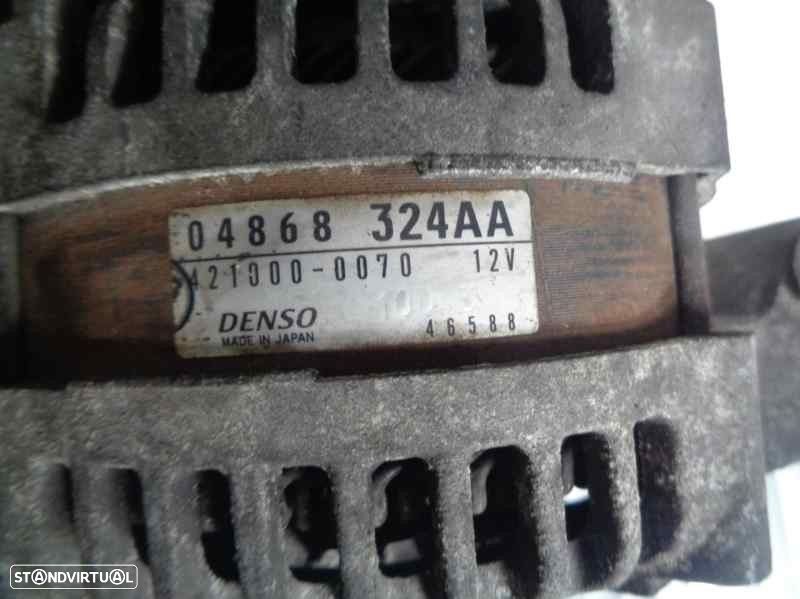 04868 324AA
421000-0070 12V
DENSO
46588
MADE IN JAPAN
STANDVIRTUAL